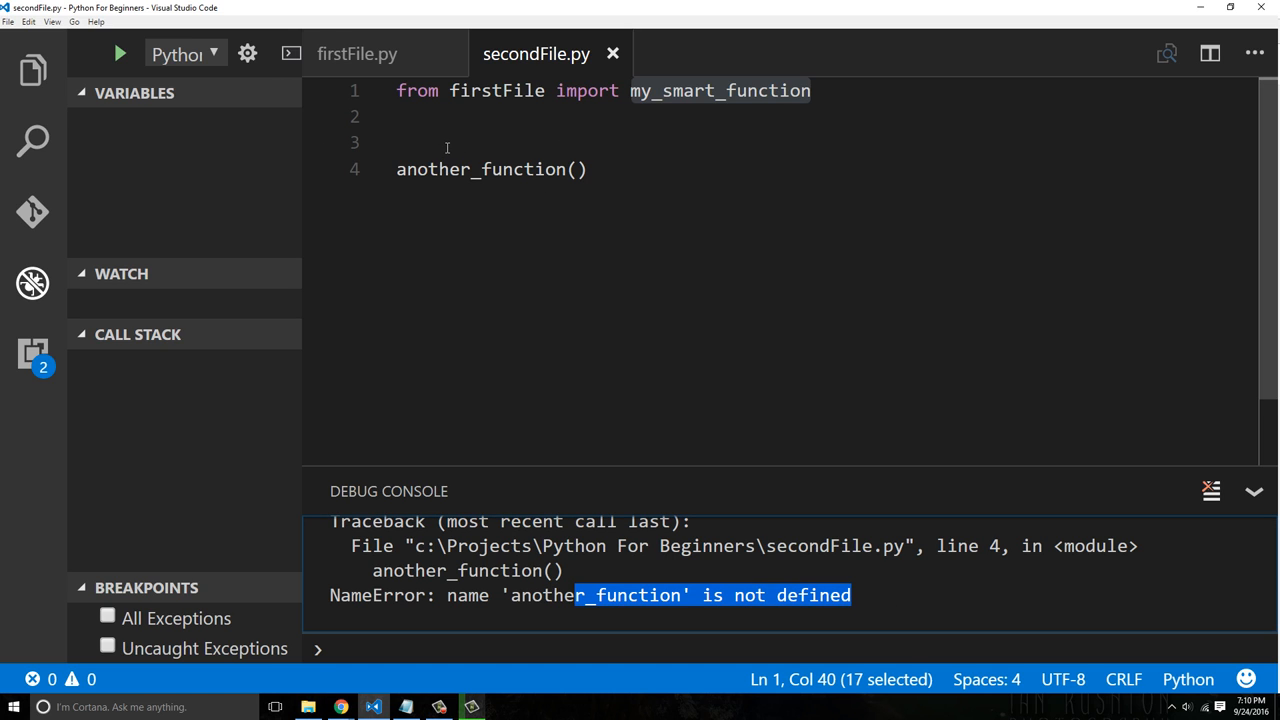 secondFile.py - Python For Beginners - Visual Studio Code
File Edit View Go Help
Python
firstFile.py
secondFile.py
VARIABLES
WATCH
CALL STACK
BREAKPOINTS
All Exceptions
Uncaught Exceptions
2
1 from firstFile import my_smart_function
2
3
4 another_function()
DEBUG CONSOLE
Traceback (most recent call last):
File "c:\Projects\Python For Beginners\secondFile.py", line 4, in <module>
another_function()
NameError: name 'another_function' is not defined
0 0
Ln 1, Col 40 (17 selected) Spaces: 4 UTF-8 CRLF Python
I'm Cortana. Ask me anything.
7:10 PM
9/24/2016